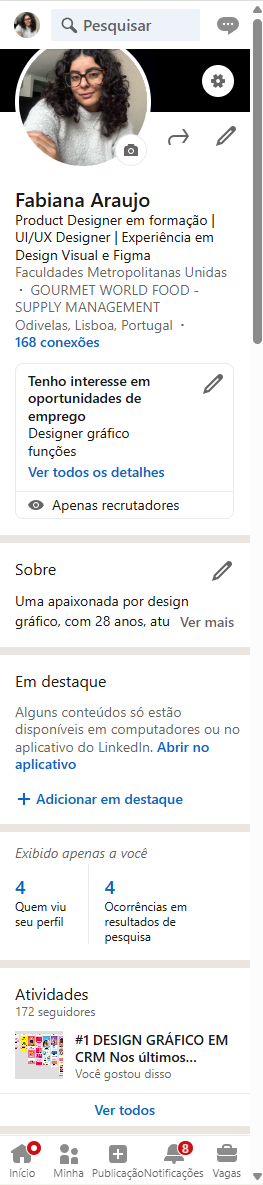 Pesquisar
Fabiana Araujo
Product Designer em formação |
UI/UX Designer | Experiência em
Design Visual e Figma
Faculdades Metropolitanas Unidas
· GOURMET WORLD FOOD -
SUPPLY MANAGEMENT
Odivelas, Lisboa, Portugal ·
168 conexões
Tenho interesse em
oportunidades de
emprego
Designer gráfico
funções
Ver todos os detalhes
Apenas recrutadores
Sobre
Uma apaixonada por design
gráfico, com 28 anos, atu Ver mais
Em destaque
Alguns conteúdos só estão
disponíveis em computadores ou no
aplicativo do LinkedIn. Abrir no
aplicativo
+ Adicionar em destaque
Exibido apenas a você
4 4
Quem viu Ocorrências em
seu perfil resultados de
pesquisa
Atividades
172 seguidores
#1 DESIGN GRÁFICO EM
CRM Nos últimos...
Você gostou disso
Ver todos
8
Início Minha Publicação Notificações Vagas